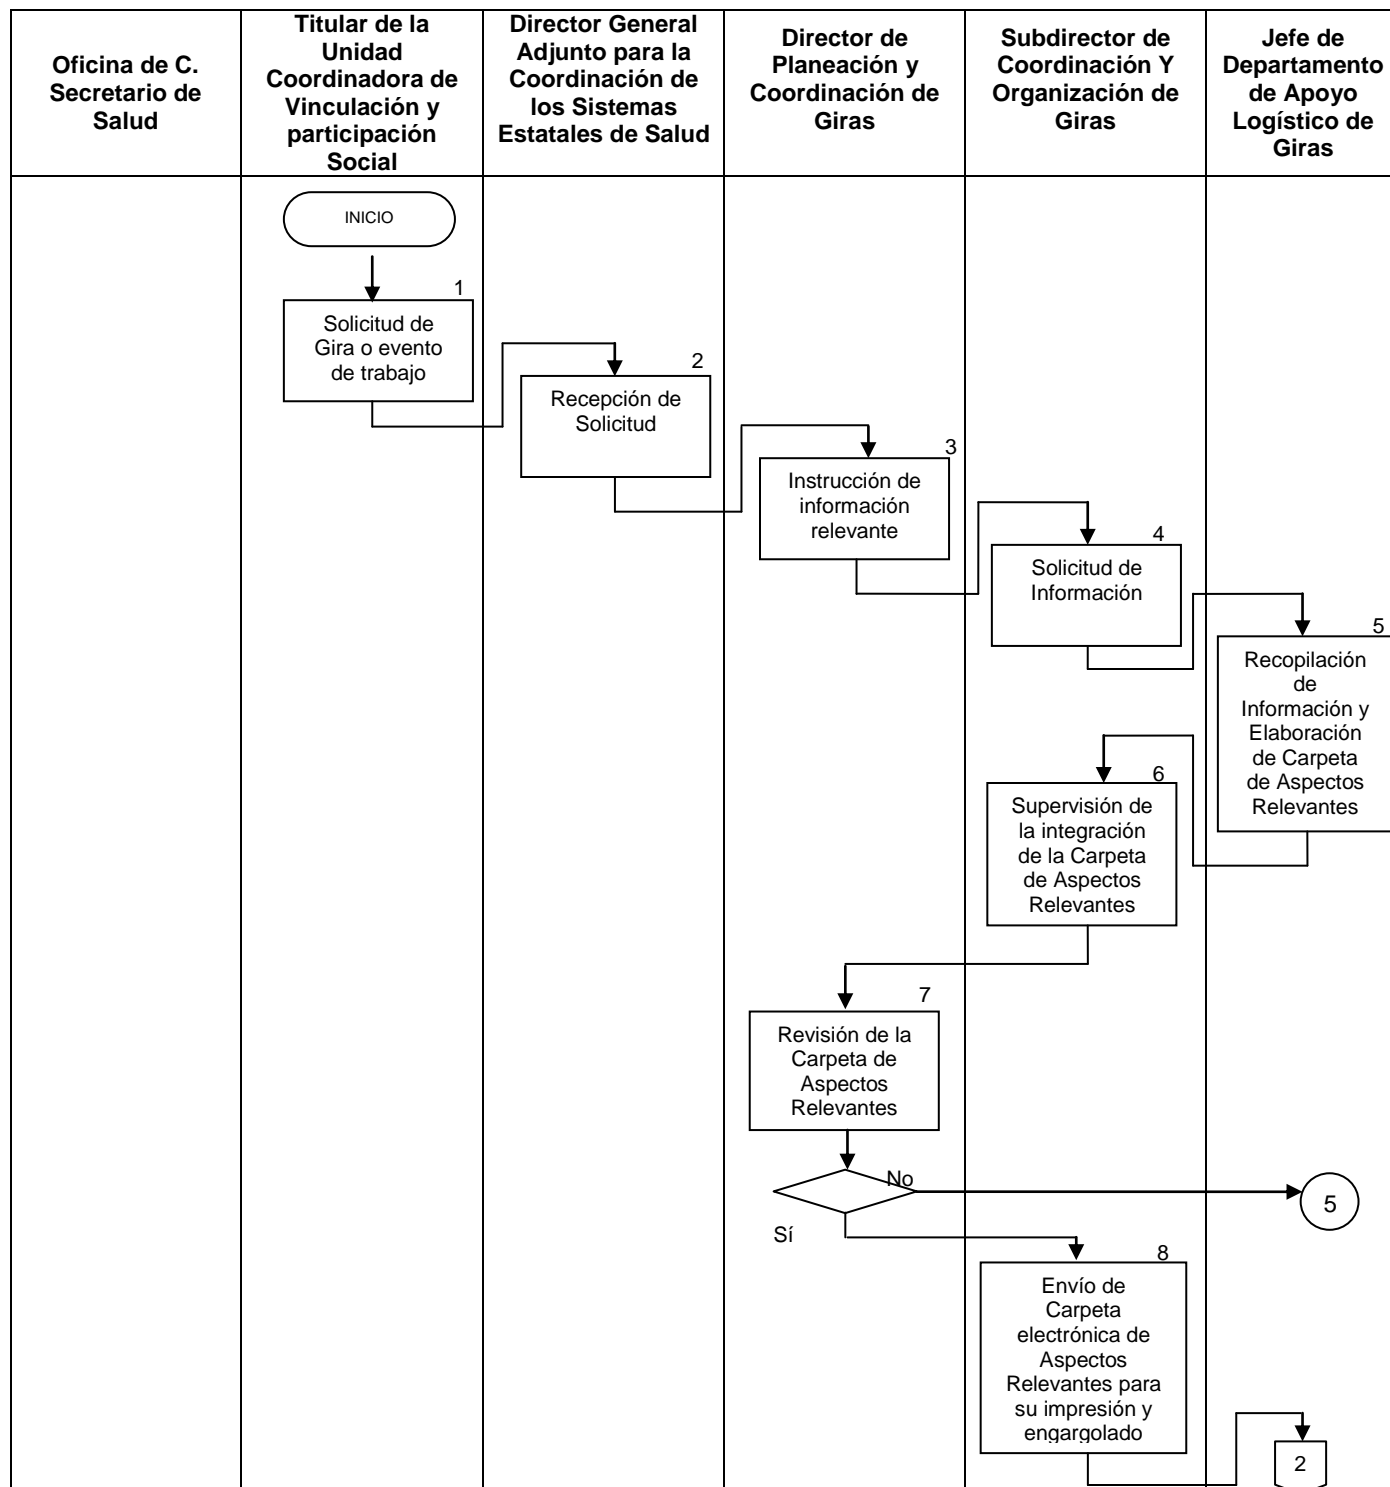 Oficina de C.
Secretario de
Salud
Titular de la
Unidad
Coordinadora de
Vinculación y
participación
Social
Director General
Adjunto para la
Coordinación de
los Sistemas
Estatales de Salud
Director de
Planeación y
Coordinación de
Giras
Subdirector de
Coordinación Y
Organización de
Giras
Jefe de
Departamento
de Apoyo
Logístico de
Giras
INICIO
1
Solicitud de
Gira o evento
de trabajo
2
Recepción de
Solicitud
3
Instrucción de
información
relevante
4
Solicitud de
Información
5
Recopilación
de
Información y
Elaboración
de Carpeta
de Aspectos
Relevantes
6
Supervisión de
la integración
de la Carpeta
de Aspectos
Relevantes
7
Revisión de la
Carpeta de
Aspectos
Relevantes
No
5
Sí
8
Envío de
Carpeta
electrónica de
Aspectos
Relevantes para
su impresión y
engargolado
2